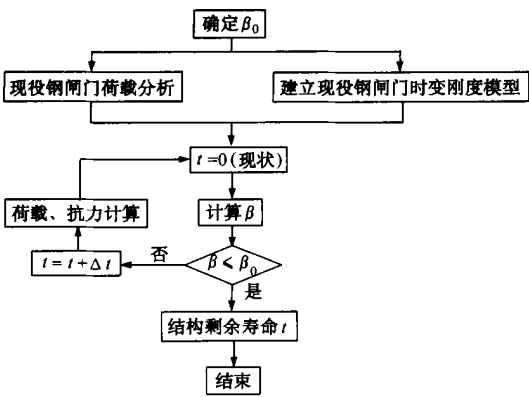 确定β₀
现役钢闸门荷载分析
建立现役钢闸门时变刚度模型
t=0(现状)
荷载、抗力计算
计算β
否
t=t+Δt
β≤β₀
是
结构剩余寿命t
结束